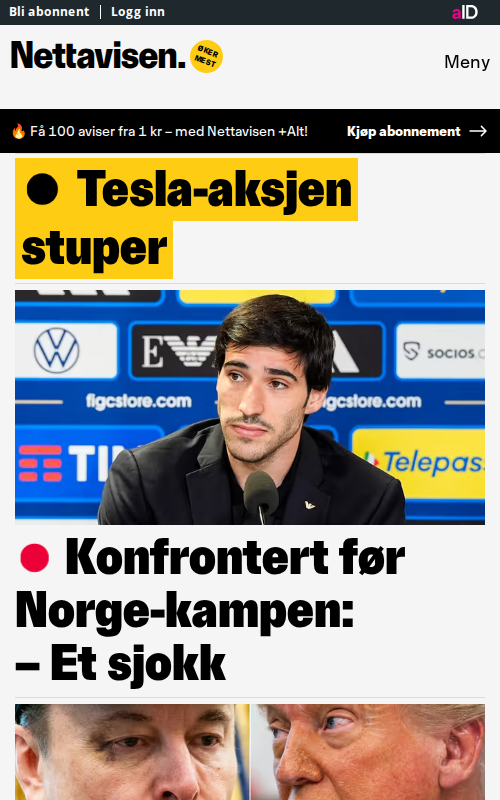 Bli abonnent | Logg inn
aID
Nettavisen.
ØKER
MEST
Meny
🔥 Få 100 aviser fra 1 kr – med Nettavisen +Alt!
Kjøp abonnement →
● Tesla-aksjen
stuper
EA
A
SOCIOS.C
figcstore.com
figcstore.com
TIM
Telepas
● Konfrontert før
Norge-kampen:
– Et sjokk